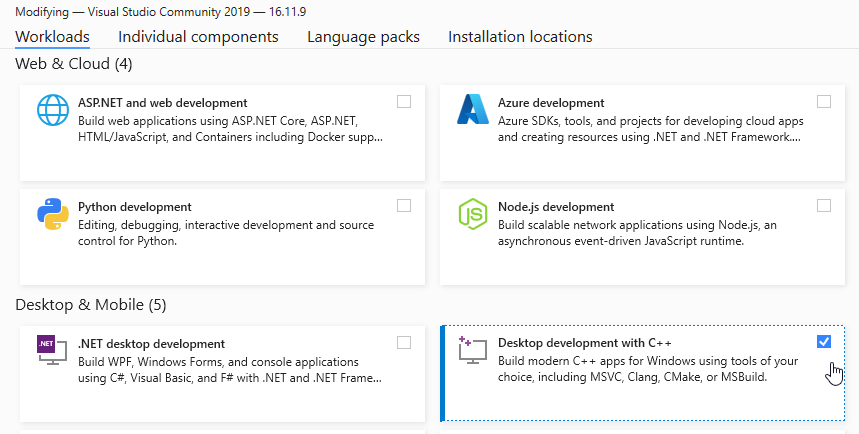 Modifying — Visual Studio Community 2019 — 16.11.9
Workloads Individual components Language packs Installation locations
Web & Cloud (4)
ASP.NET and web development
Build web applications using ASP.NET Core, ASP.NET,
HTML/JavaScript, and Containers including Docker supp...
Azure development
Azure SDKs, tools, and projects for developing cloud apps
and creating resources using .NET and .NET Framework....
Python development
Editing, debugging, interactive development and source
control for Python.
JS
Node.js development
Build scalable network applications using Node.js, an
asynchronous event-driven JavaScript runtime.
Desktop & Mobile (5)
.NET
.NET desktop development
Build WPF, Windows Forms, and console applications
using C#, Visual Basic, and F# with .NET and .NET Frame...
Desktop development with C++
Build modern C++ apps for Windows using tools of your
choice, including MSVC, Clang, CMake, or MSBuild.